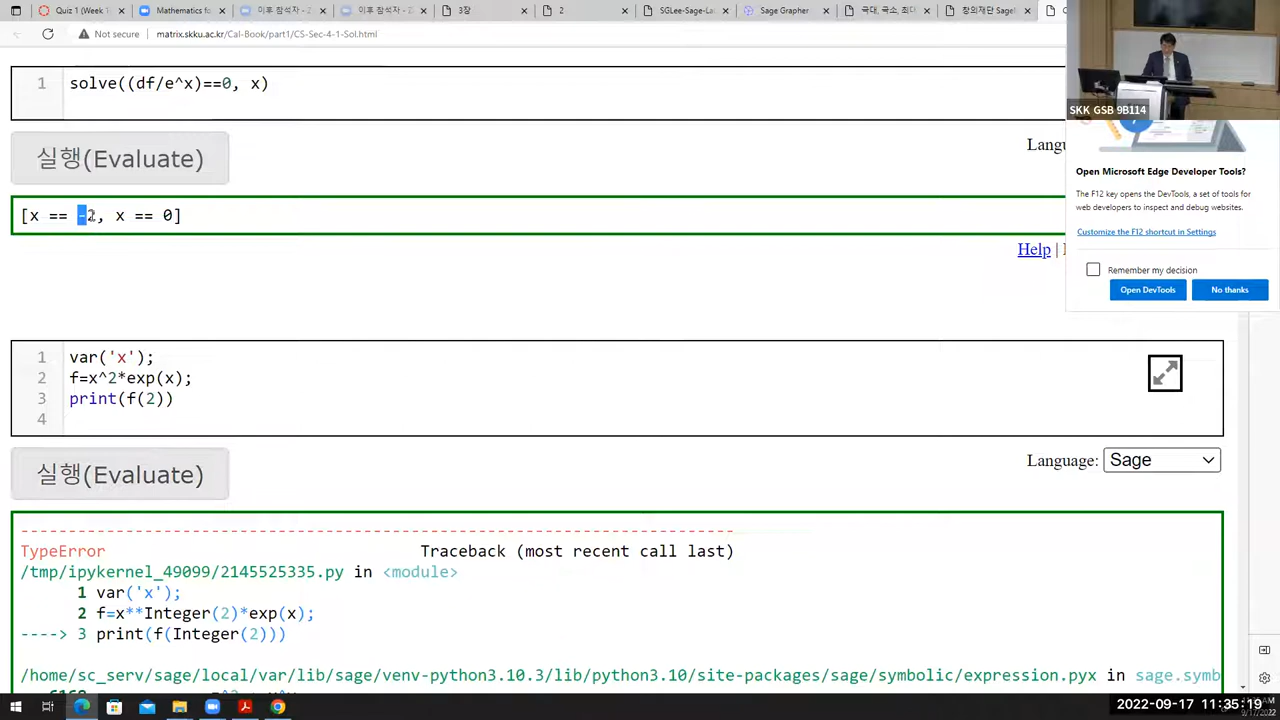 Quiz 1 (Week 1
Mathematics fo
이후 참석자 - 2
이후 참석자 - Z
3장
2
SGLee-Sage-La
Sage Grapher
극대, 극소, 최대
창의재단 Sagel
Not secure | matrix.skku.ac.kr/Cal-Book/part1/CS-Sec-4-1-Sol.html
SKK GSB 9B114
1 solve((df/e^x)==0, x)
실행(Evaluate)
Langu
Open Microsoft Edge Developer Tools?
The F12 key opens the DevTools, a set of tools for
web developers to inspect and debug websites.
Customize the F12 shortcut in Settings
Remember my decision
Open DevTools
No thanks
[x == -2, x == 0]
Help |
1 var('x');
2 f=x^2*exp(x);
3 print(f(2))
4
실행(Evaluate)
Language: Sage
---------------------------------------------------------------------------
TypeError Traceback (most recent call last)
/tmp/ipykernel_49099/2145525335.py in <module>
1 var('x');
2 f=x**Integer(2)*exp(x);
----> 3 print(f(Integer(2)))
/home/sc_serv/sage/local/var/lib/sage/venv-python3.10.3/lib/python3.10/site-packages/sage/symbolic/expression.pyx in sage.symb
2022-09-17 11:35:19